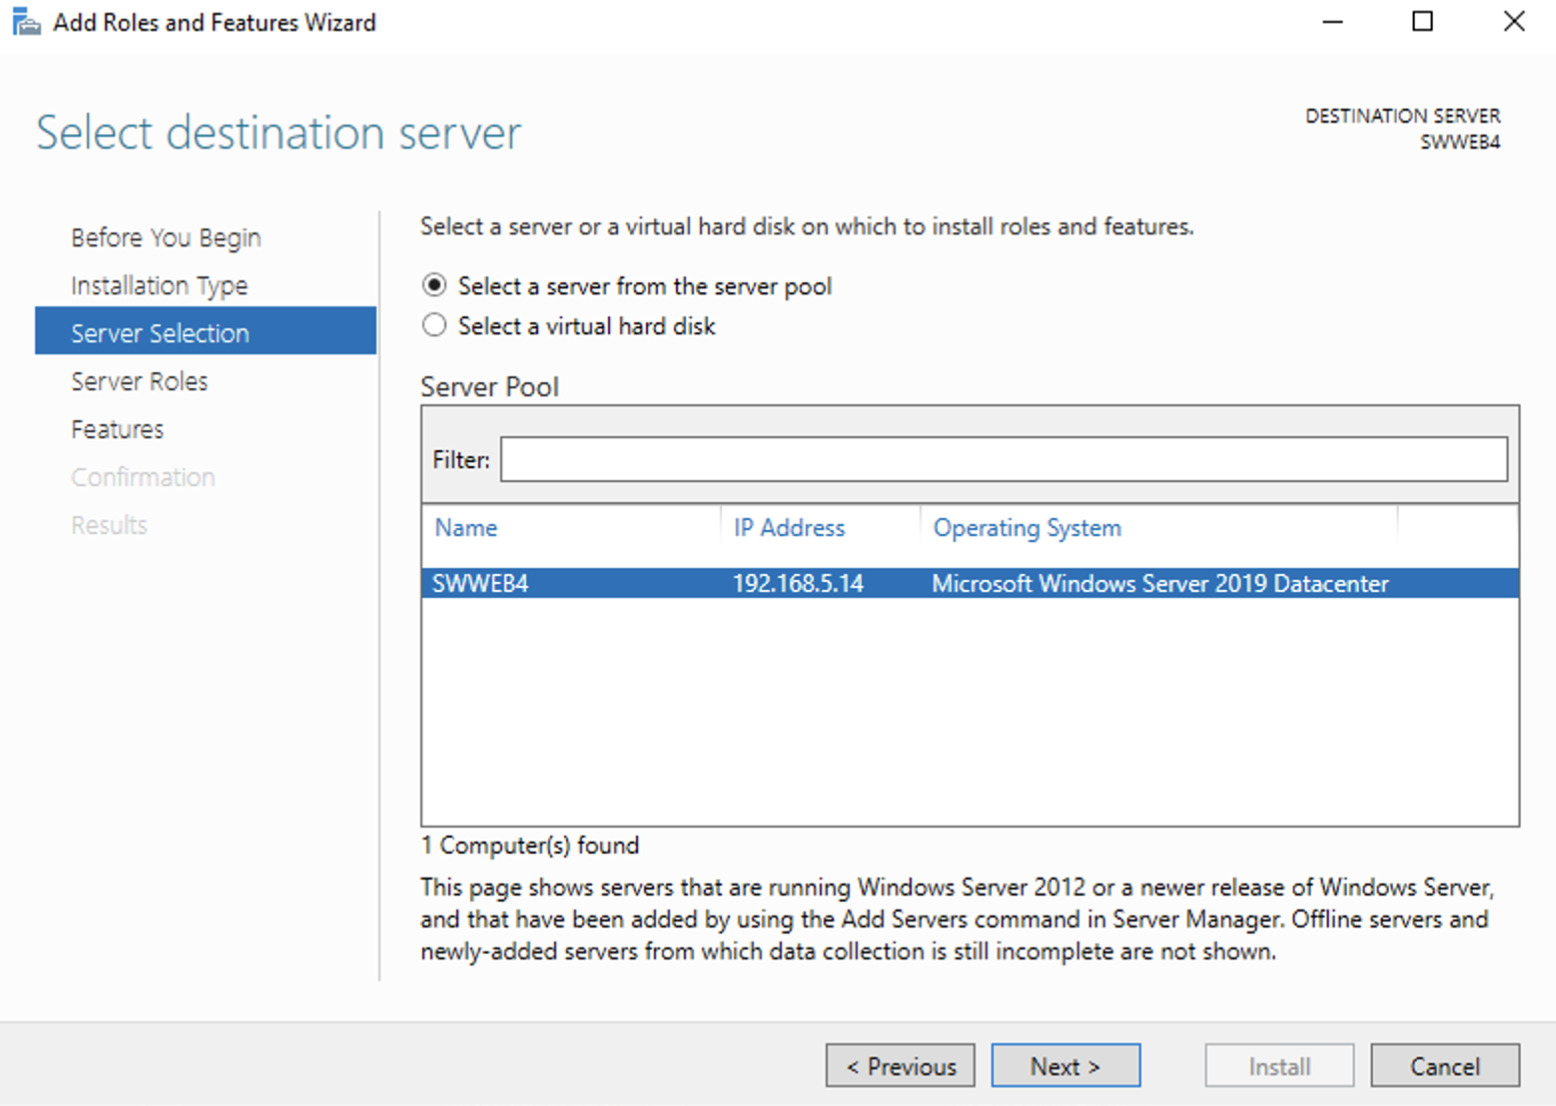 Add Roles and Features Wizard
Select destination server
DESTINATION SERVER
SWWEB4
Before You Begin
Installation Type
Server Selection
Server Roles
Features
Confirmation
Results
Select a server or a virtual hard disk on which to install roles and features.
Select a server from the server pool
Select a virtual hard disk
Server Pool
Filter:
Name IP Address Operating System
SWWEB4 192.168.5.14 Microsoft Windows Server 2019 Datacenter
1 Computer(s) found
This page shows servers that are running Windows Server 2012 or a newer release of Windows Server,
and that have been added by using the Add Servers command in Server Manager. Offline servers and
newly-added servers from which data collection is still incomplete are not shown.
< Previous Next > Install Cancel